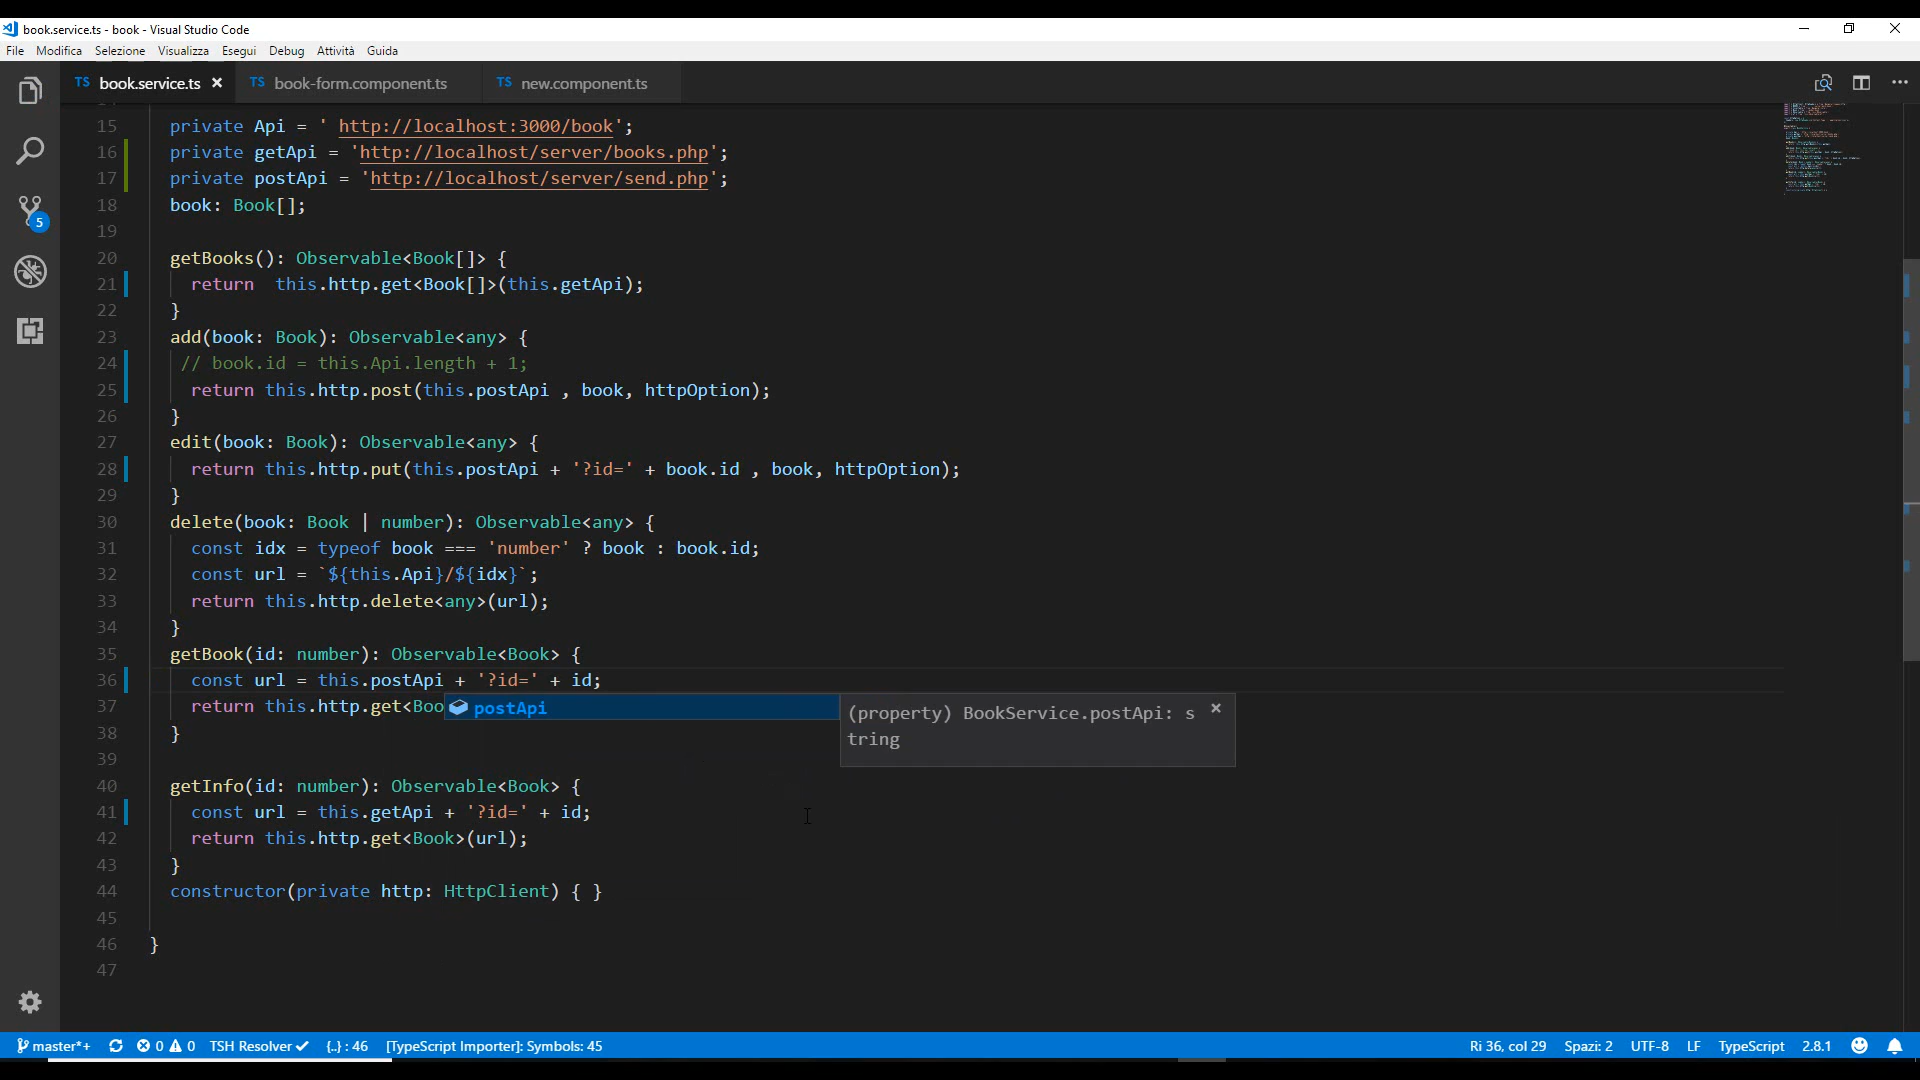 book.service.ts - book - Visual Studio Code
File Modifica Selezione Visualizza Esegui Debug Attività Guida
TS book.service.ts × TS book-form.component.ts TS new.component.ts
15 private Api = ' http://localhost:3000/book';
16 private getApi = 'http://localhost/server/books.php';
17 private postApi = 'http://localhost/server/send.php';
18 book: Book[];
19
20 getBooks(): Observable<Book[]> {
21 return  this.http.get<Book[]>(this.getApi);
22 }
23 add(book: Book): Observable<any> {
24 // book.id = this.Api.length + 1;
25 return this.http.post(this.postApi , book, httpOption);
26 }
27 edit(book: Book): Observable<any> {
28 return this.http.put(this.postApi + '?id=' + book.id , book, httpOption);
29 }
30 delete(book: Book | number): Observable<any> {
31 const idx = typeof book === 'number' ? book : book.id;
32 const url = `${this.Api}/${idx}`;
33 return this.http.delete<any>(url);
34 }
35 getBook(id: number): Observable<Book> {
36 const url = this.postApi + '?id=' + id;
37 return this.http.get<Boo
postApi
(property) BookService.postApi: s
tring
38 }
39
40 getInfo(id: number): Observable<Book> {
41 const url = this.getApi + '?id=' + id;
42 return this.http.get<Book>(url);
43 }
44 constructor(private http: HttpClient) { }
45
46 }
47
5
master*+ 0 0 TSH Resolver {..} : 46 [TypeScript Importer]: Symbols: 45 Ri 36, col 29 Spazi: 2 UTF-8 LF TypeScript 2.8.1